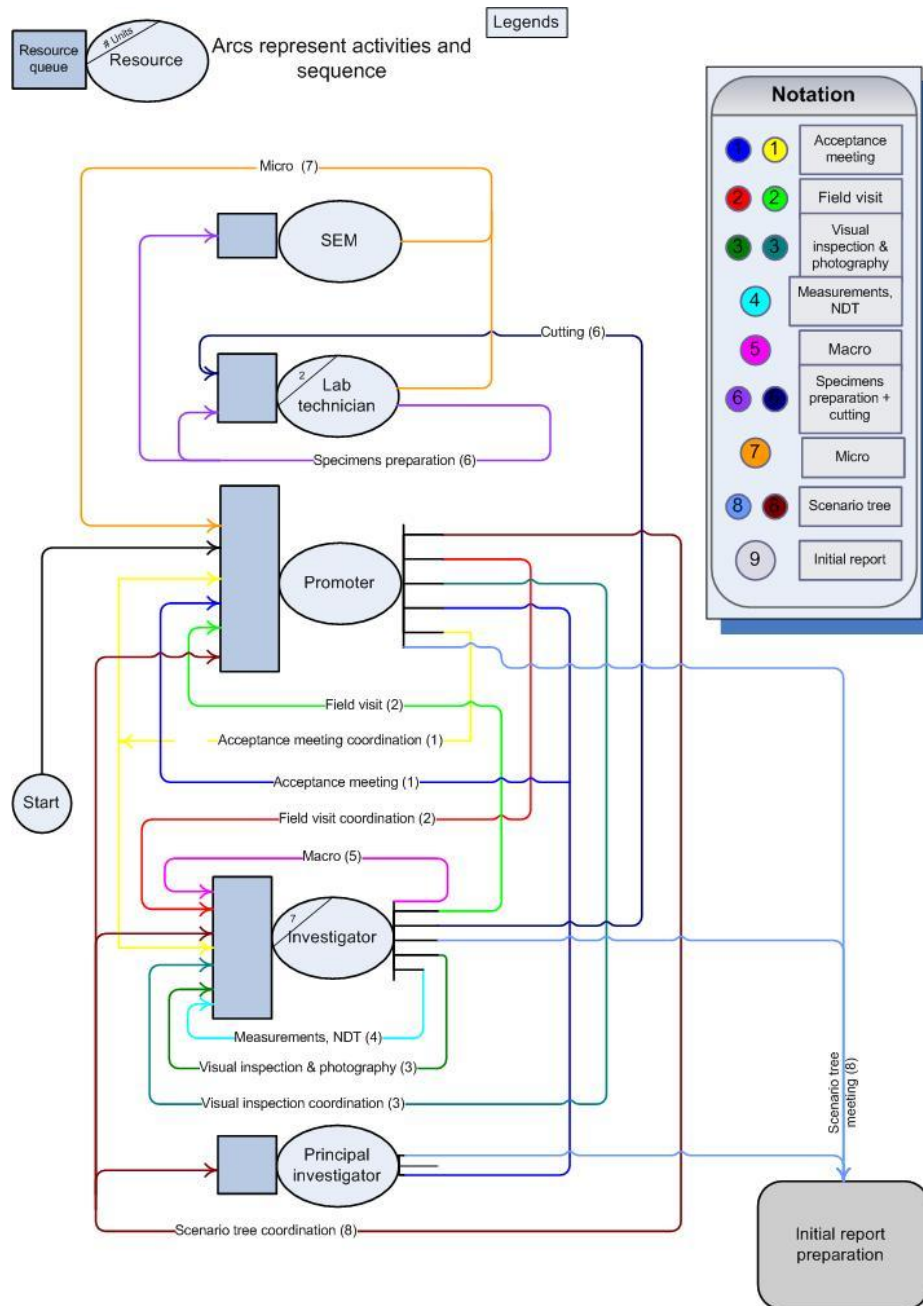 Legends
# Units
Resource
queue
Resource
Arcs represent activities and
sequence
Notation
1 1
Acceptance
meeting
2 2
Field visit
3 3
Visual
inspection &
photography
4
Measurements,
NDT
5
Macro
6
Specimens
preparation +
cutting
7
Micro
8
Scenario tree
9
Initial report
Micro (7)
SEM
Cutting (6)
2
Lab
technician
Specimens preparation (6)
Promoter
Field visit (2)
Acceptance meeting coordination (1)
Acceptance meeting (1)
Start
Field visit coordination (2)
Macro (5)
7
Investigator
Measurements, NDT (4)
Visual inspection & photography (3)
Visual inspection coordination (3)
Scenario tree
meeting (8)
Principal
investigator
Scenario tree coordination (8)
Initial report
preparation